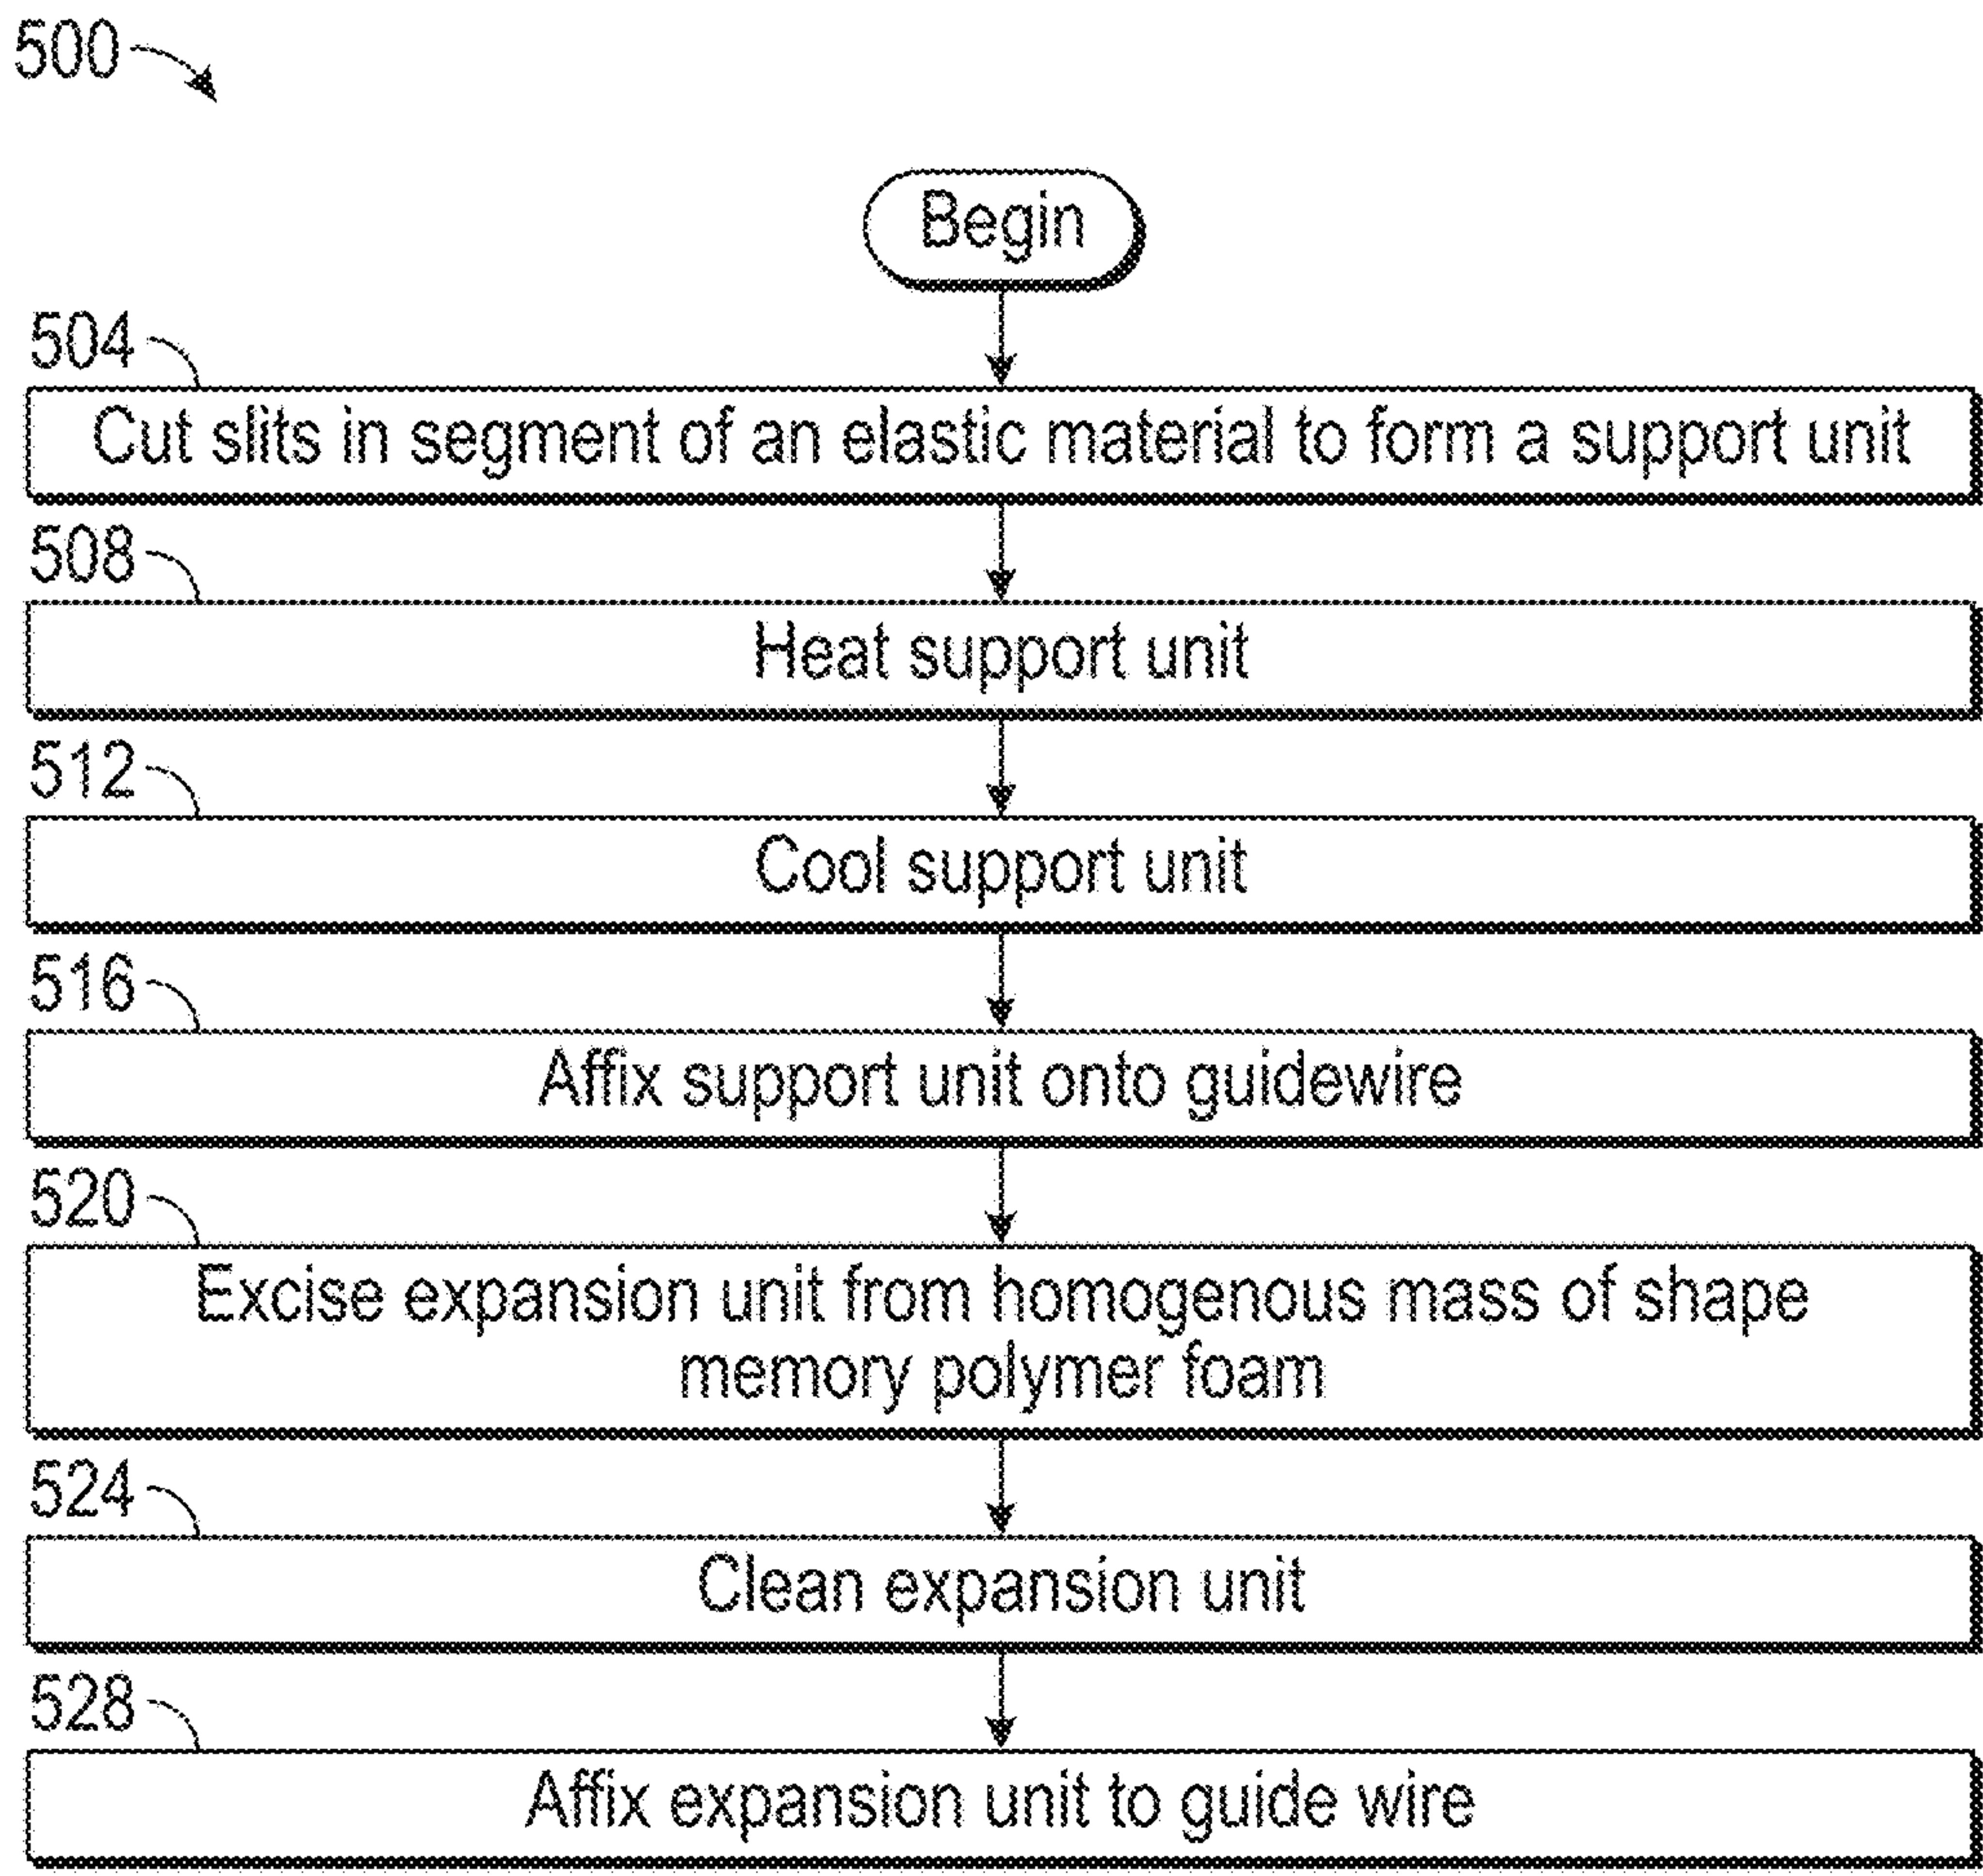 500
Begin
504
Cut slits in segment of an elastic material to form a support unit
508
Heat support unit
512
Cool support unit
516
Affix support unit onto guidewire
520
Excise expansion unit from homogenous mass of shape
memory polymer foam
524
Clean expansion unit
528
Affix expansion unit to guide wire